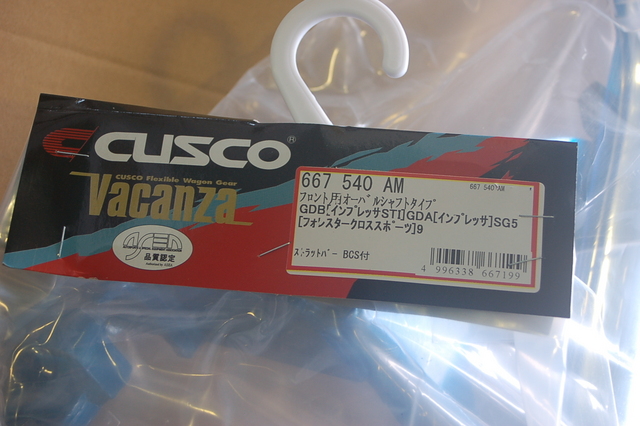 CUSCO®
CUSCO Flexible Wagon Gear
Vacanza
ASEA
品質認定
667 540 AM
667 540 AM
フロント用オーバルシャフトタイプ
GDB[インプレッサSTI]GDA[インプレッサ]SG5
[フォレスタークロススポーツ]9
ストラットバー BCS付
4 996338 667199